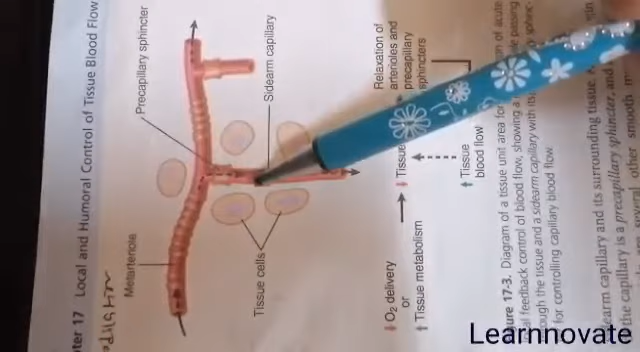 Chapter 17 Local and Humoral Control of Tissue Blood Flow
Precapillary sphincter
Metarteriole
Sidearm capillary
Tissue cells
Relaxation of
arterioles and
precapillary
sphincters
↓ O2 delivery
or
↑ Tissue metabolism
↓ Tissue
↑ Tissue
blood flow
Figure 17-3. Diagram of a tissue unit area for of acute
feedback control of blood flow, showing a passing
through the tissue and a sidearm capillary with its
for controlling capillary blood flow.
capillary and its surrounding tissue.
the capillary is a precapillary sphincter, and
other smooth
Learnnovate